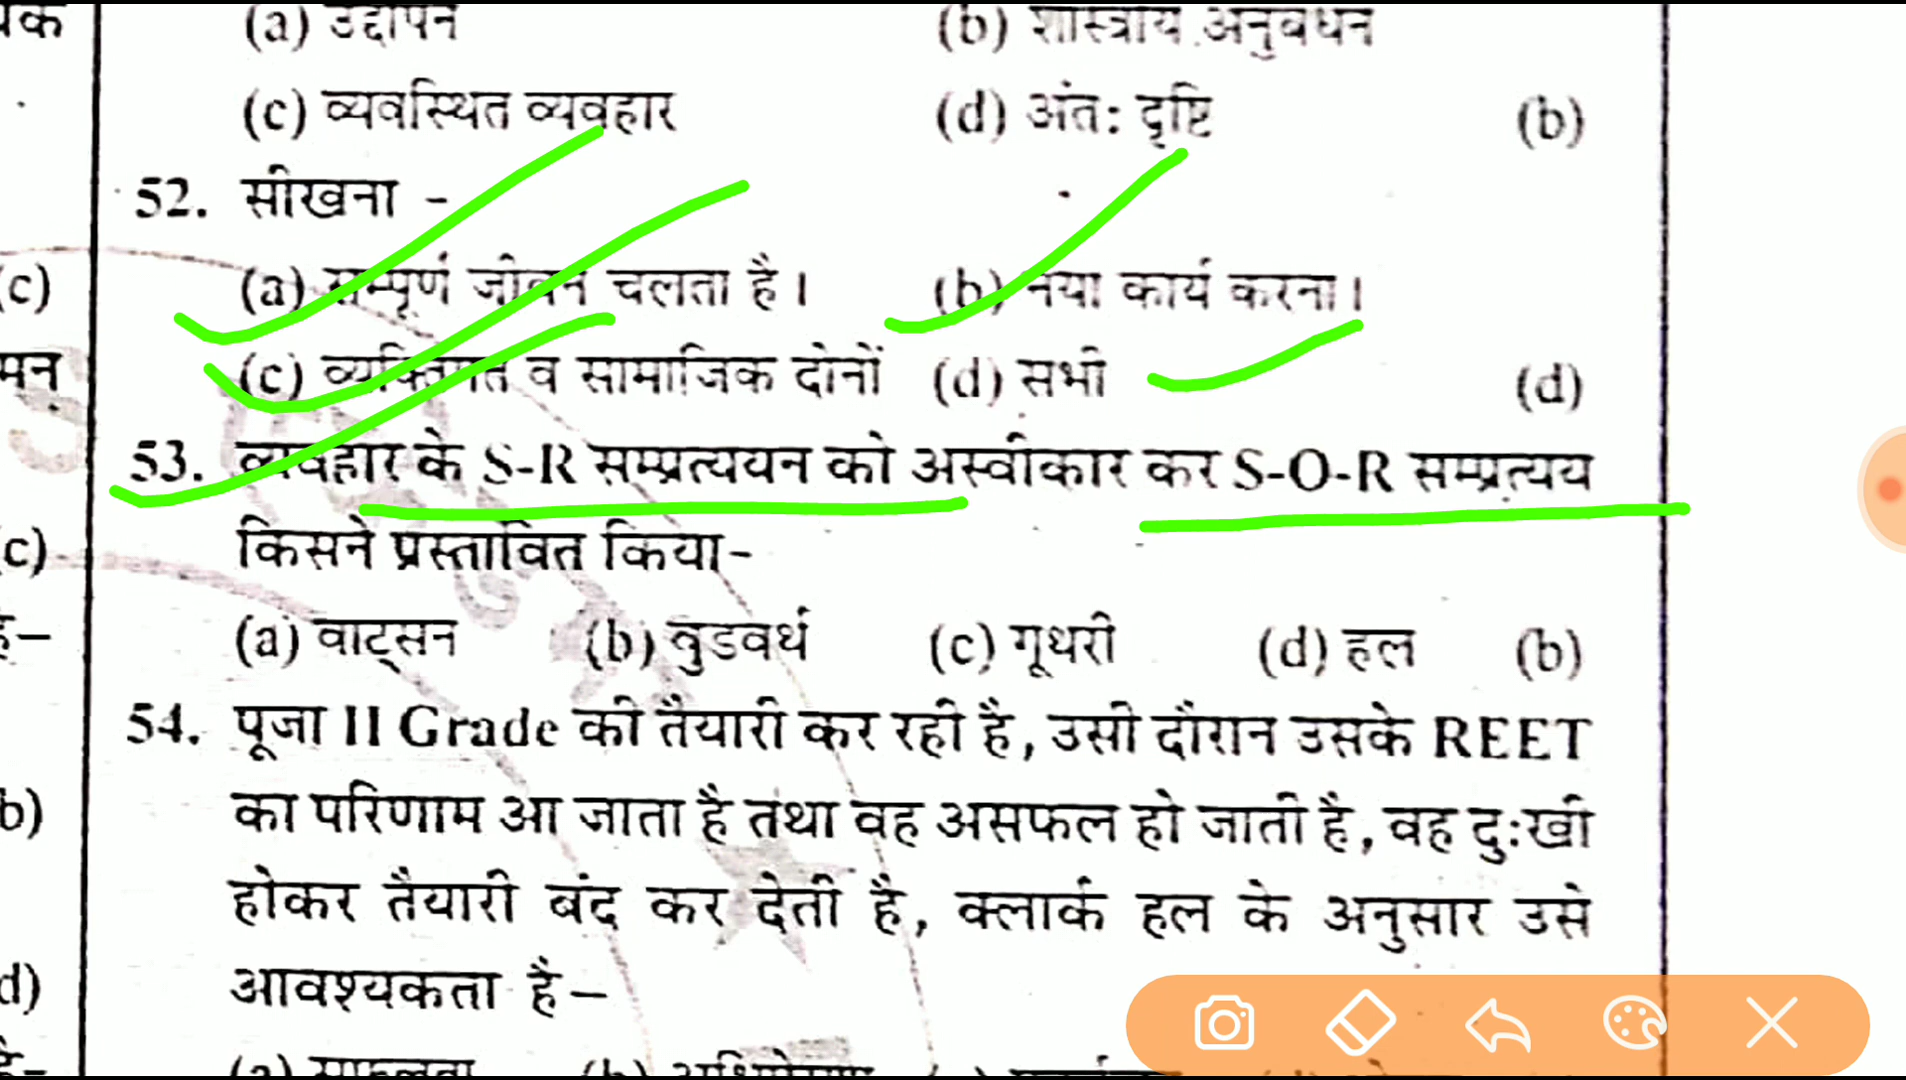 (a) उद्दीपन (b) शास्त्रीय अनुबंधन
(c) व्यवस्थित व्यवहार (d) अंतः दृष्टि (b)
52. सीखना -
(c) (a) सम्पूर्ण जीवन चलता है। (b) नया कार्य करना।
(c) व्यक्तिगत व सामाजिक दोनों (d) सभी (d)
53. व्यवहार के S-R सम्प्रत्ययन को अस्वीकार कर S-O-R सम्प्रत्यय
c) किसने प्रस्तावित किया-
(a) वाट्सन (b) वुडवर्थ (c) गूथरी (d) हल (b)
54. पूजा II Grade की तैयारी कर रही है, उसी दौरान उसके REET
b) का परिणाम आ जाता है तथा वह असफल हो जाती है, वह दुःखी
होकर तैयारी बंद कर देती है, क्लार्क हल के अनुसार उसे
d) आवश्यकता है–